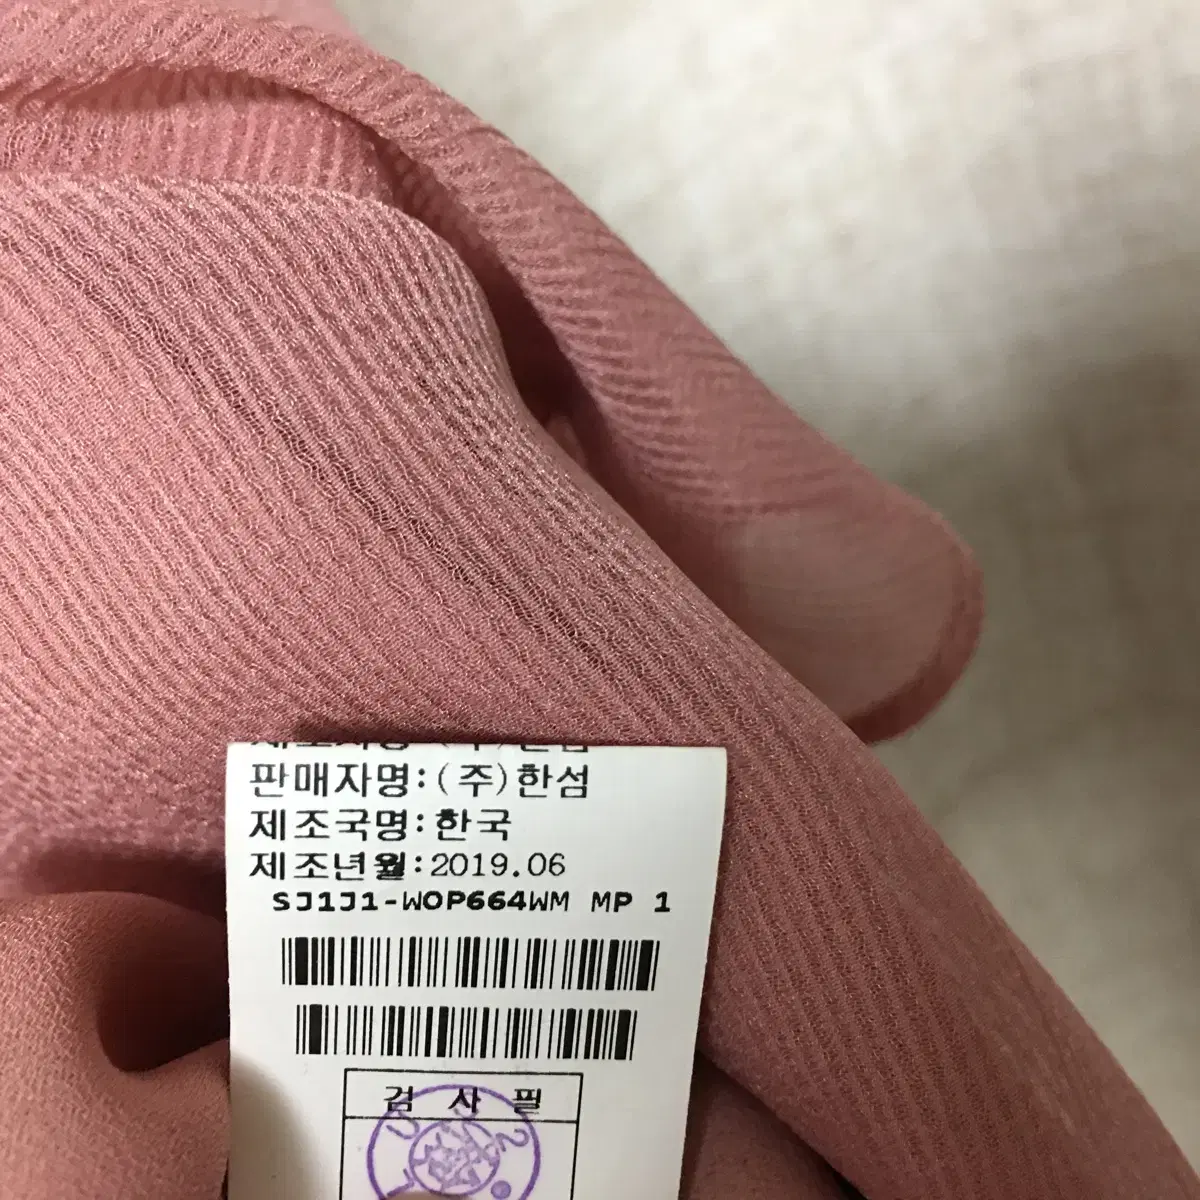 판매자명:(주)한섬
제조국명:한국
제조년월:2019.06
SJ1J1-WOP664WM MP 1
검 사 필